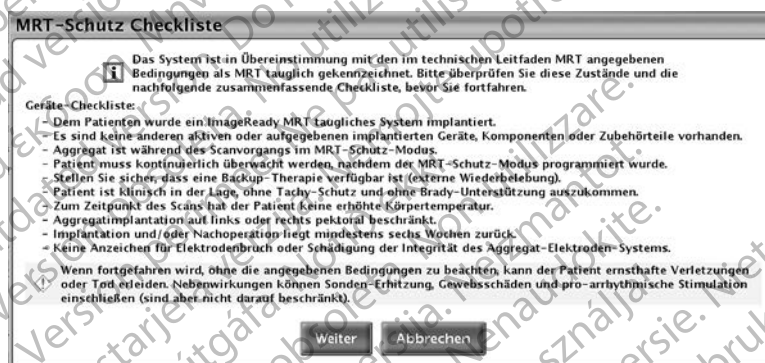 MRT-Schutz Checkliste
Das System ist in Übereinstimmung mit den im technischen Leitfaden MRT angegebenen
Bedingungen als MRT tauglich gekennzeichnet. Bitte überprüfen Sie diese Zustände und die
nachfolgende zusammenfassende Checkliste, bevor Sie fortfahren.
Geräte-Checkliste:
- Dem Patienten wurde ein ImageReady MRT taugliches System implantiert.
- Es sind keine anderen aktiven oder aufgegebenen implantierten Geräte, Komponenten oder Zubehörteile vorhanden.
- Aggregat ist während des Scanvorgangs im MRT-Schutz-Modus.
- Patient muss kontinuierlich überwacht werden, nachdem der MRT-Schutz-Modus programmiert wurde.
- Stellen Sie sicher, dass eine Backup-Therapie verfügbar ist (externe Wiederbelebung).
- Patient ist klinisch in der Lage, ohne Tachy-Schutz und ohne Brady-Unterstützung auszukommen.
- Zum Zeitpunkt des Scans hat der Patient keine erhöhte Körpertemperatur.
- Aggregatimplantation auf links oder rechts pektoral beschränkt.
- Implantation und/oder Nachoperation liegt mindestens sechs Wochen zurück.
- Keine Anzeichen für Elektrodenbruch oder Schädigung der Integrität des Aggregat-Elektroden-Systems.
Wenn fortgefahren wird, ohne die angegebenen Bedingungen zu beachten, kann der Patient ernsthafte Verletzungen
oder Tod erleiden. Nebenwirkungen können Sonden-Erhitzung, Gewebsschäden und pro-arrhythmische Stimulation
einschließen (sind aber nicht darauf beschränkt).
Weiter Abbrechen